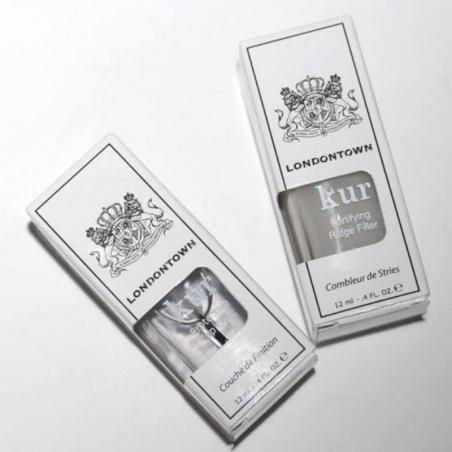 LONDONTOWN
kur
Couche de Finition
12 ml - .4 FL. OZ. ℮
LONDONTOWN
kur
Fortifying
Ridge Filler
Combleur de Stries
12 ml - .4 FL. OZ. ℮